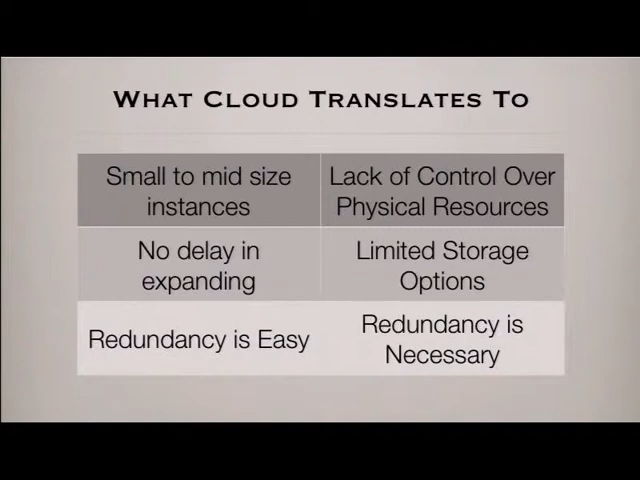 What Cloud Translates To
Small to mid size
instances
Lack of Control Over
Physical Resources
No delay in
expanding
Limited Storage
Options
Redundancy is Easy
Redundancy is
Necessary